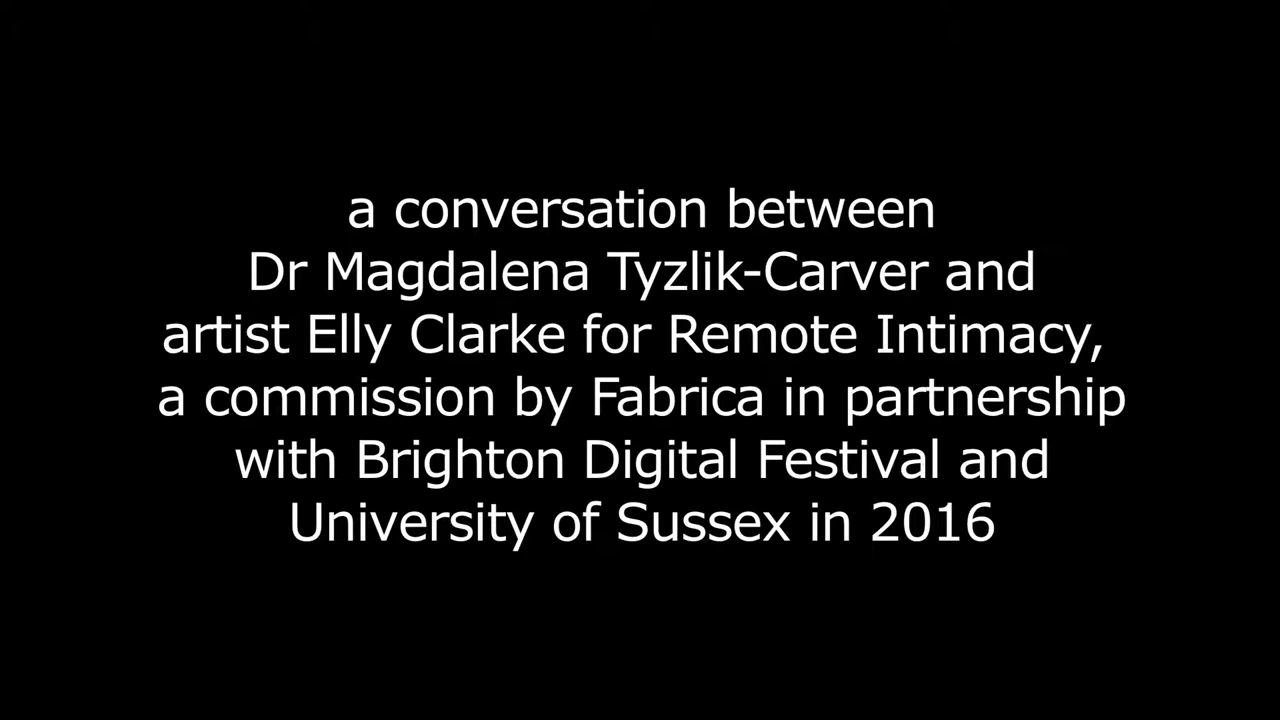 a conversation between
Dr Magdalena Tyzlik-Carver and
artist Elly Clarke for Remote Intimacy,
a commission by Fabrica in partnership
with Brighton Digital Festival and
University of Sussex in 2016